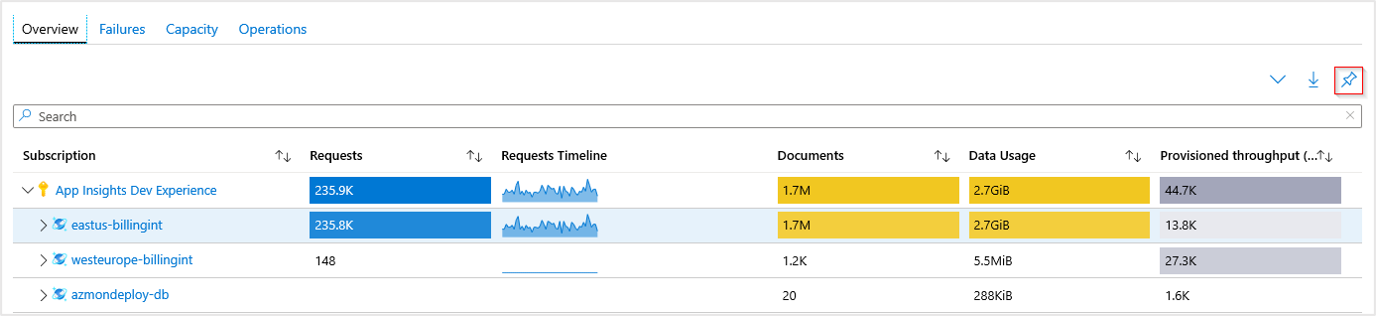 Overview Failures Capacity Operations
Search
Subscription Requests Requests Timeline Documents Data Usage Provisioned throughput (...
App Insights Dev Experience 235.9K 1.7M 2.7GiB 44.7K
eastus-billingint 235.8K 1.7M 2.7GiB 13.8K
westeurope-billingint 148 1.2K 5.5MiB 27.3K
azmondeploy-db 20 288KiB 1.6K